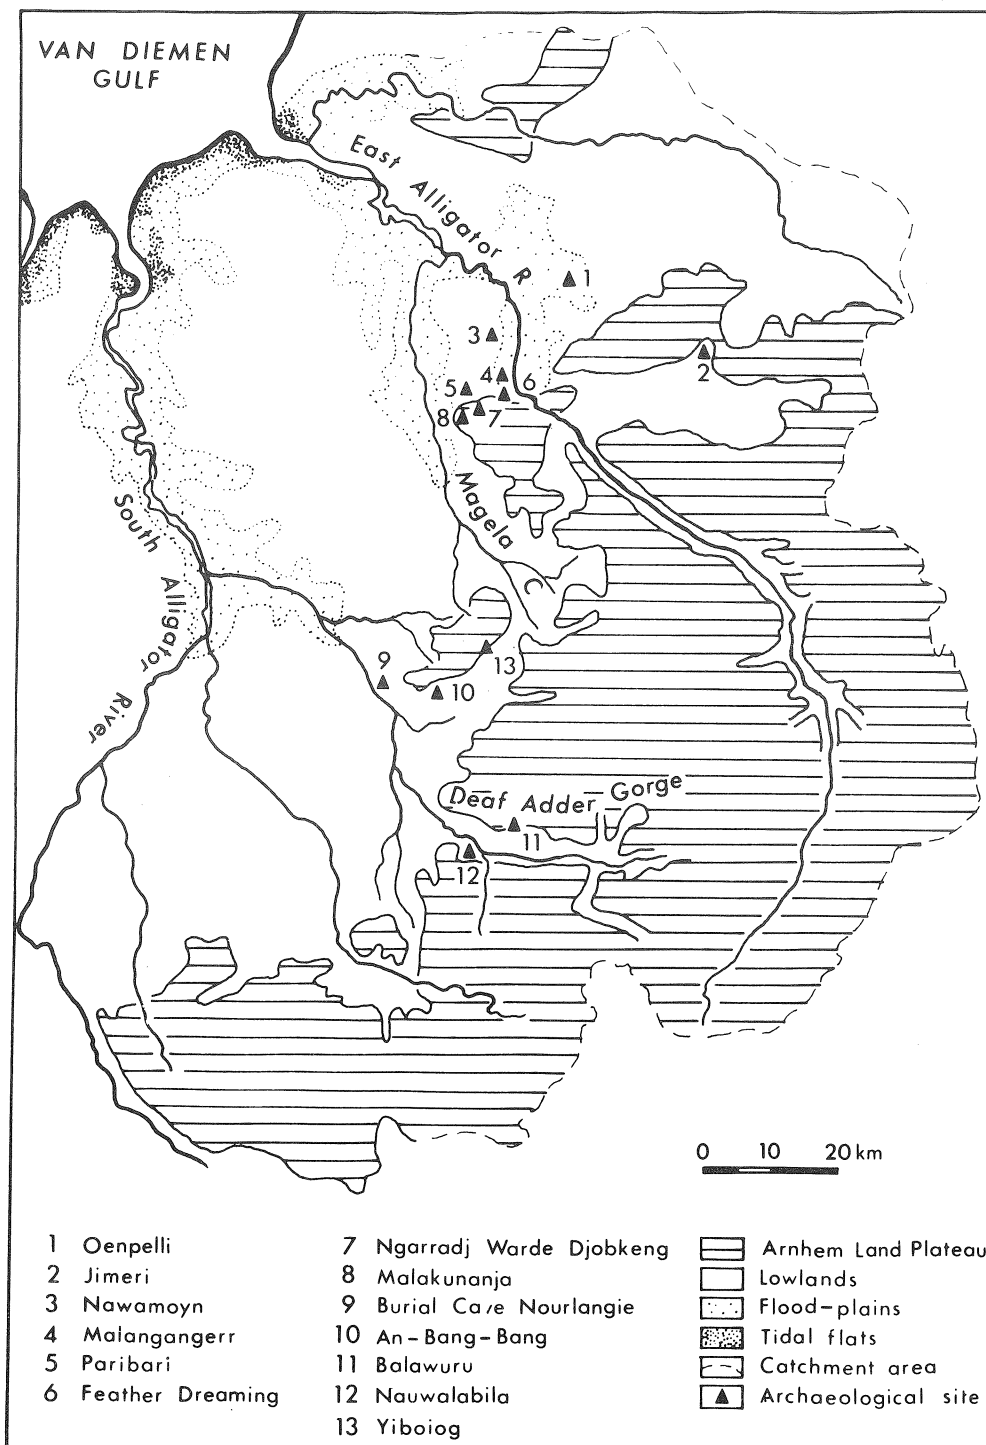 VAN DIEMEN
GULF
East Alligator R
1
2
3
4
5
6
7
8
Magela
C
South Alligator River
9
10
13
Deaf Adder Gorge
11
12
0 10 20 km
1 Oenpelli
2 Jimeri
3 Nawamoyn
4 Malangangerr
5 Paribari
6 Feather Dreaming
7 Ngarradj Warde Djobkeng
8 Malakunanja
9 Burial Cave Nourlangie
10 An-Bang-Bang
11 Balawuru
12 Nauwalabila
13 Yiboiog
Arnhem Land Plateau
Lowlands
Flood-plains
Tidal flats
Catchment area
Archaeological site